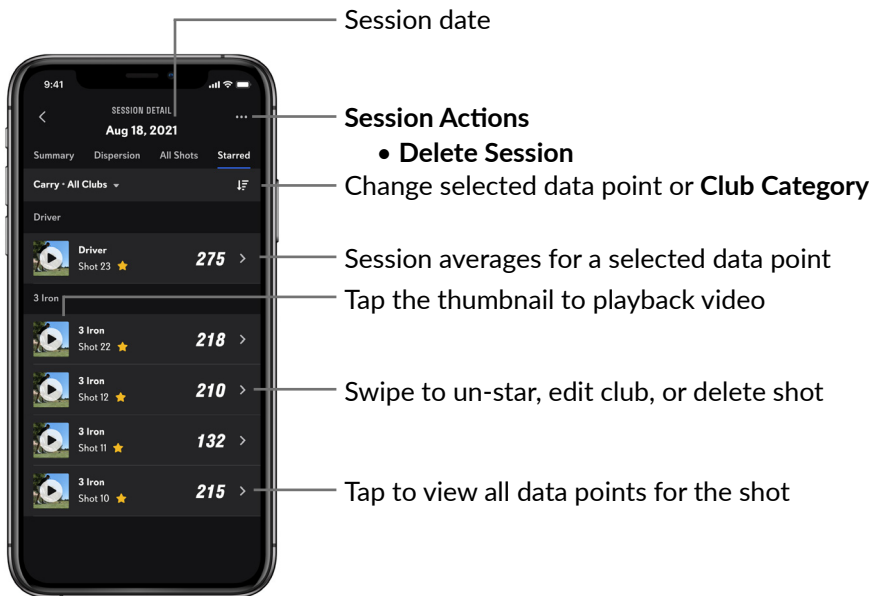 Session date
9:41
SESSION DETAIL
Aug 18, 2021
Session Actions
• Delete Session
Summary Dispersion All Shots Starred
Carry • All Clubs
Change selected data point or Club Category
Driver
Driver
Shot 23
275
Session averages for a selected data point
3 Iron
Tap the thumbnail to playback video
3 Iron
Shot 22
218
3 Iron
Shot 12
210
Swipe to un-star, edit club, or delete shot
3 Iron
Shot 11
132
3 Iron
Shot 10
215
Tap to view all data points for the shot